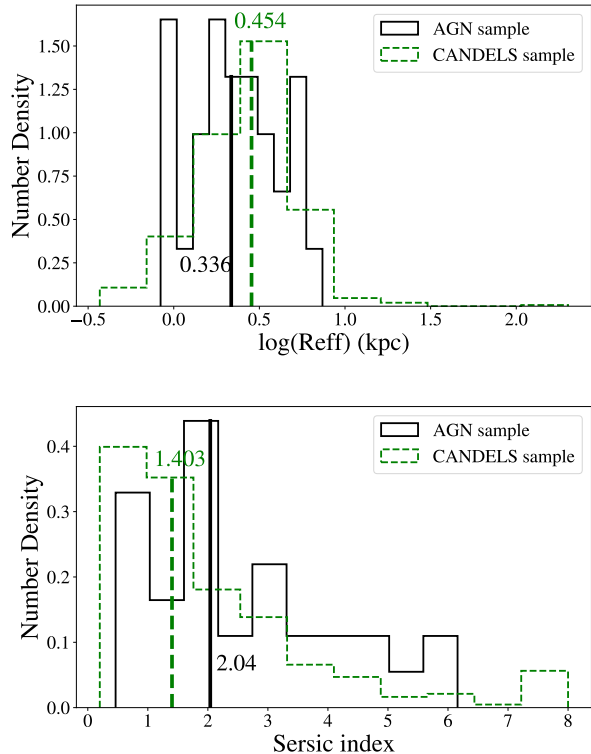 0.454
AGN sample
CANDELS sample
1.50
1.25
1.00
0.75
0.50
0.25
0.00
Number Density
0.336
−0.5 0.0 0.5 1.0 1.5 2.0
log(Reff) (kpc)
AGN sample
CANDELS sample
0.4
0.3
0.2
0.1
0.0
Number Density
1.403
2.04
0 1 2 3 4 5 6 7 8
Sersic index